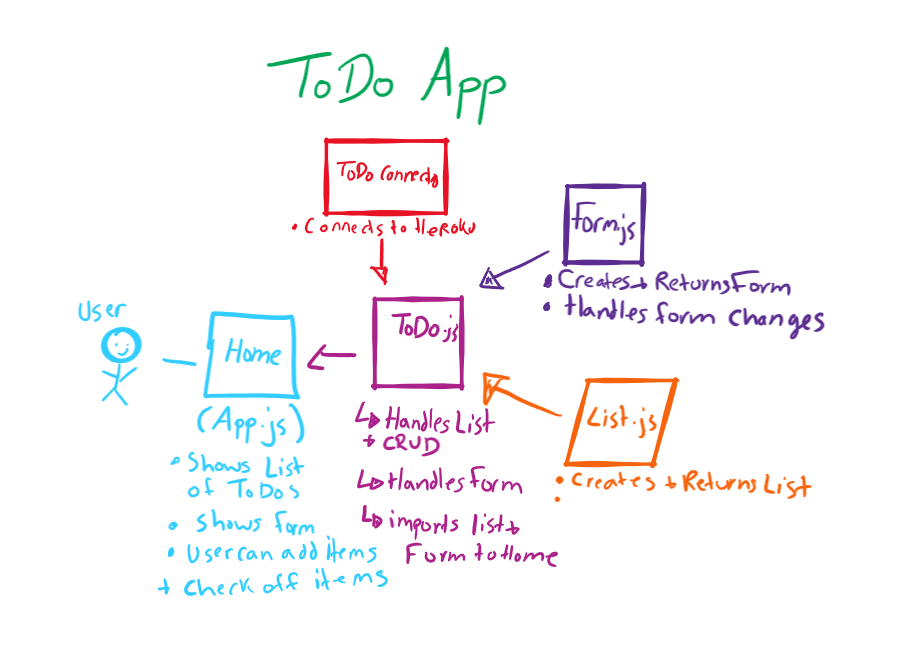 ToDo App
ToDo Connects
• Connects to Heroku
Form.js
• Creates + Returns Form
• Handles form Changes
User
Home
(App.js)
• Shows List
of ToDos
• Shows form
• User can add items
+ Check off items
ToDo.js
↳ Handles List
+ CRUD
↳ Handles Form
↳ imports list +
Form to Home
List.js
• Creates + Returns List
•